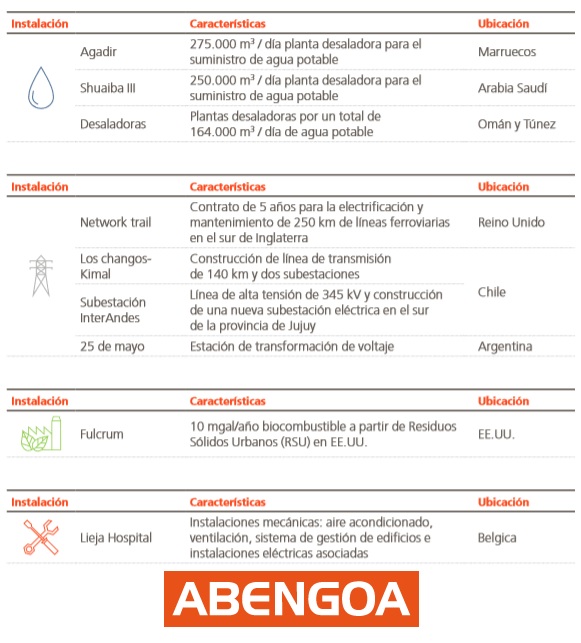 Instalación Características Ubicación
Agadir 275.000 m³ / día planta desaladora para el Marruecos
suministro de agua potable
Shuaiba III 250.000 m³ / día planta desaladora para el Arabia Saudí
suministro de agua potable
Desaladoras Plantas desaladoras por un total de Omán y Túnez
164.000 m³ / día de agua potable
Instalación Características Ubicación
Network trail Contrato de 5 años para la electrificación y
mantenimiento de 250 km de líneas ferroviarias Reino Unido
en el sur de Inglaterra
Los changos- Construcción de línea de transmisión
Kimal de 140 km y dos subestaciones
Chile
Subestación Línea de alta tensión de 345 kV y construcción
InterAndes de una nueva subestación eléctrica en el sur
de la provincia de Jujuy
25 de mayo Estación de transformación de voltaje Argentina
Instalación Características Ubicación
Fulcrum 10 mgal/año biocombustible a partir de Residuos EE.UU.
Sólidos Urbanos (RSU) en EE.UU.
Instalación Características Ubicación
Instalaciones mecánicas: aire acondicionado,
Lieja Hospital ventilación, sistema de gestión de edificios e Belgica
instalaciones eléctricas asociadas
ABENGOA